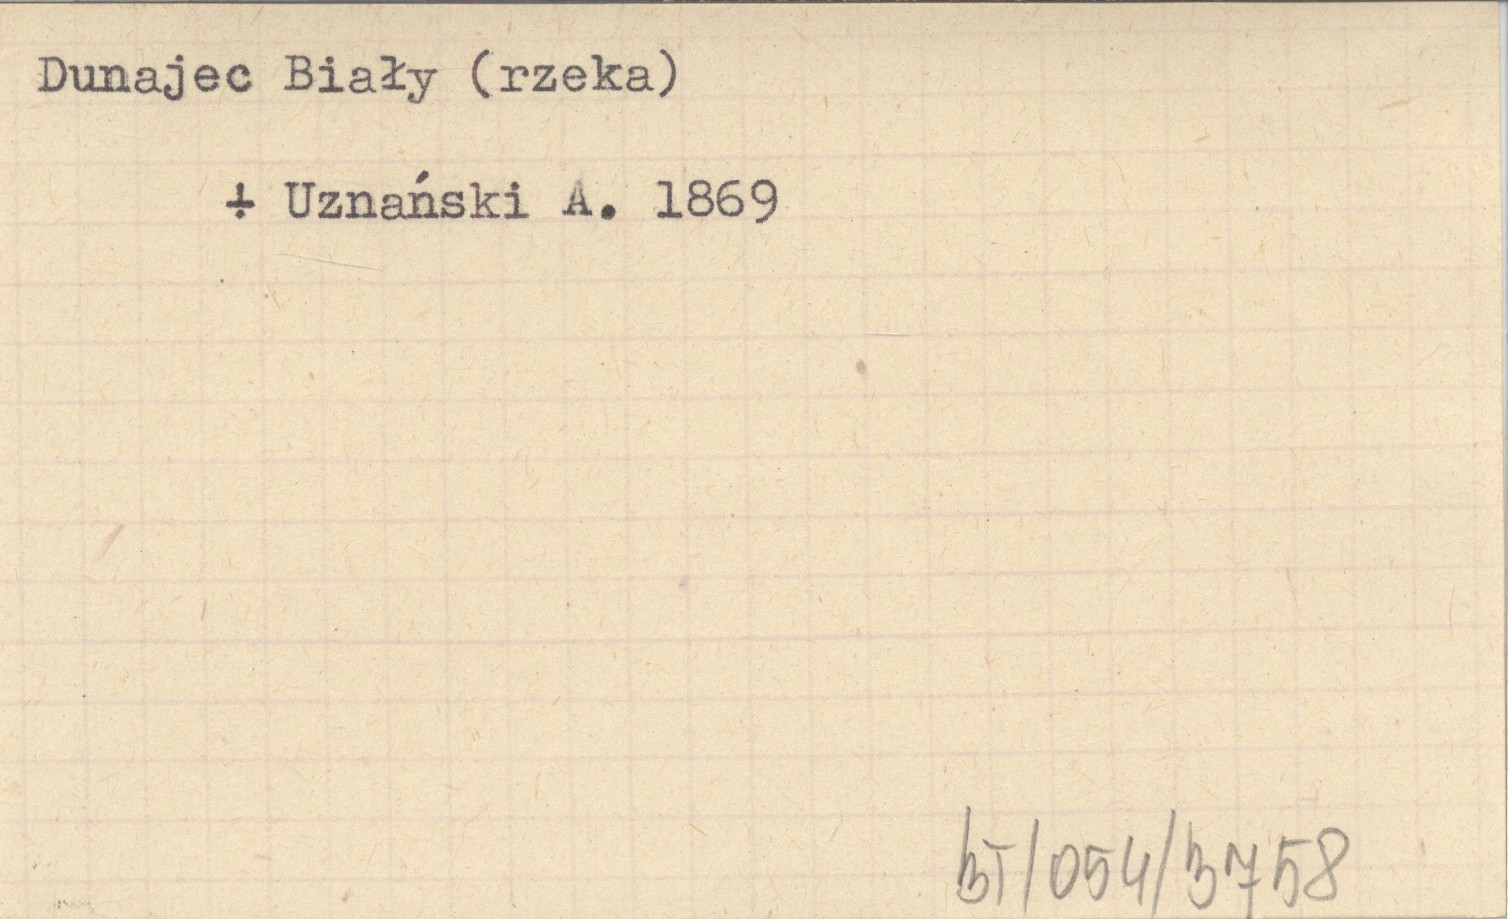 Dunajec Biały (rzeka)
∔ Uznański A. 1869
BT/054/3758